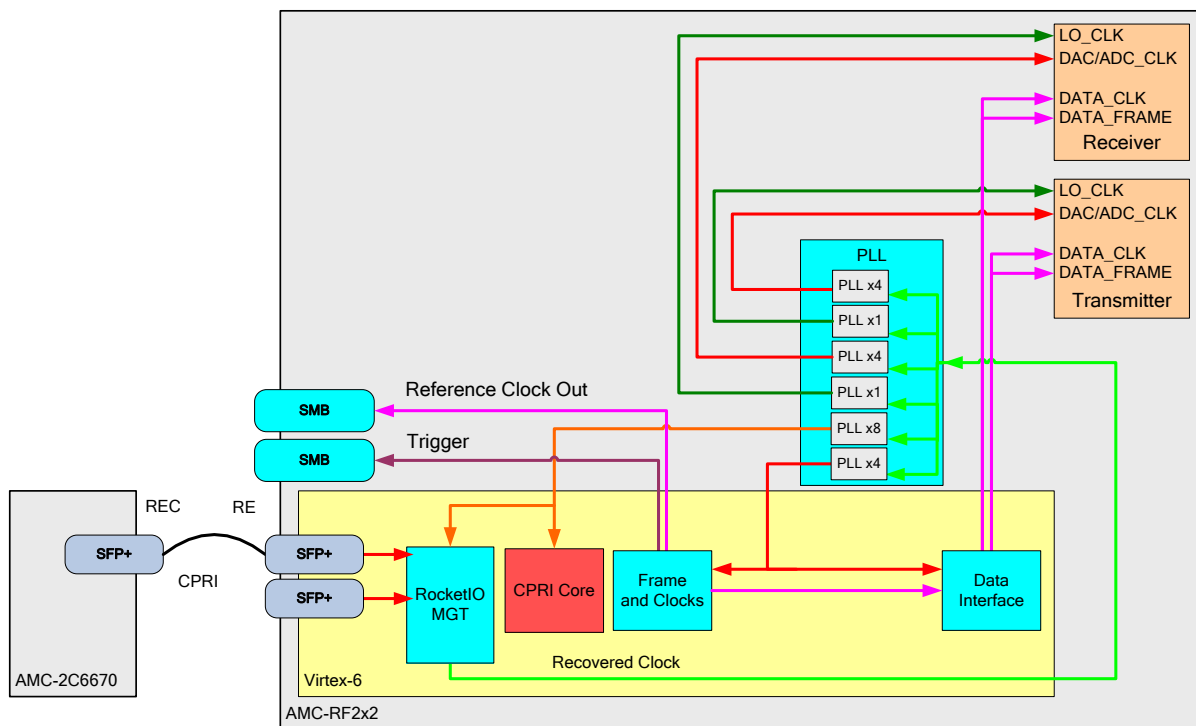 LO_CLK
DAC/ADC_CLK
DATA_CLK
DATA_FRAME
Receiver
LO_CLK
DAC/ADC_CLK
DATA_CLK
DATA_FRAME
Transmitter
PLL
PLL x4
PLL x1
PLL x4
PLL x1
PLL x8
PLL x4
Reference Clock Out
SMB
Trigger
SMB
REC
RE
SFP+
CPRI
SFP+
SFP+
RocketIO
MGT
CPRI Core
Frame
and Clocks
Data
Interface
Recovered Clock
Virtex-6
AMC-2C6670
AMC-RF2x2